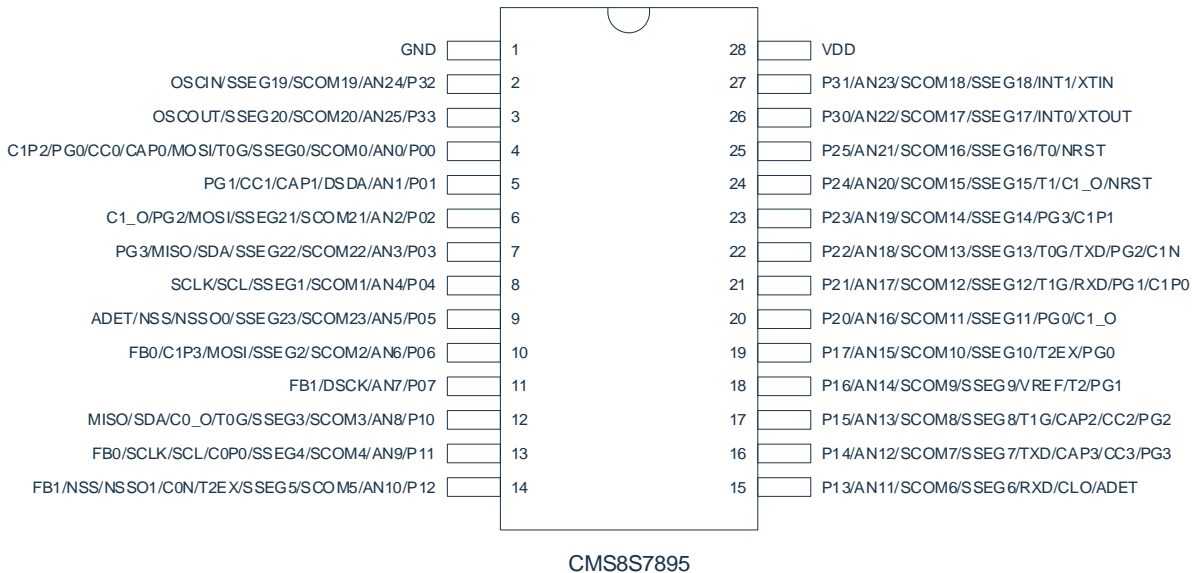 GND 1 28 VDD
OSCIN/SSEG19/SCOM19/AN24/P32 2 27 P31/AN23/SCOM18/SSEG18/INT1/XTIN
OSCOUT/SSEG20/SCOM20/AN25/P33 3 26 P30/AN22/SCOM17/SSEG17/INT0/XTOUT
C1P2/PG0/CC0/CAP0/MOSI/T0G/SSEG0/SCOM0/AN0/P00 4 25 P25/AN21/SCOM16/SSEG16/T0/NRST
PG1/CC1/CAP1/DSDA/AN1/P01 5 24 P24/AN20/SCOM15/SSEG15/T1/C1_O/NRST
C1_O/PG2/MOSI/SSEG21/SCOM21/AN2/P02 6 23 P23/AN19/SCOM14/SSEG14/PG3/C1P1
PG3/MISO/SDA/SSEG22/SCOM22/AN3/P03 7 22 P22/AN18/SCOM13/SSEG13/T0G/TXD/PG2/C1N
SCLK/SCL/SSEG1/SCOM1/AN4/P04 8 21 P21/AN17/SCOM12/SSEG12/T1G/RXD/PG1/C1P0
ADET/NSS/NSSO0/SSEG23/SCOM23/AN5/P05 9 20 P20/AN16/SCOM11/SSEG11/PG0/C1_O
FB0/C1P3/MOSI/SSEG2/SCOM2/AN6/P06 10 19 P17/AN15/SCOM10/SSEG10/T2EX/PG0
FB1/DSCK/AN7/P07 11 18 P16/AN14/SCOM9/SSEG9/VREF/T2/PG1
MISO/SDA/C0_O/T0G/SSEG3/SCOM3/AN8/P10 12 17 P15/AN13/SCOM8/SSEG8/T1G/CAP2/CC2/PG2
FB0/SCLK/SCL/C0P0/SSEG4/SCOM4/AN9/P11 13 16 P14/AN12/SCOM7/SSEG7/TXD/CAP3/CC3/PG3
FB1/NSS/NSSO1/C0N/T2EX/SSEG5/SCOM5/AN10/P12 14 15 P13/AN11/SCOM6/SSEG6/RXD/CLO/ADET
CMS8S7895